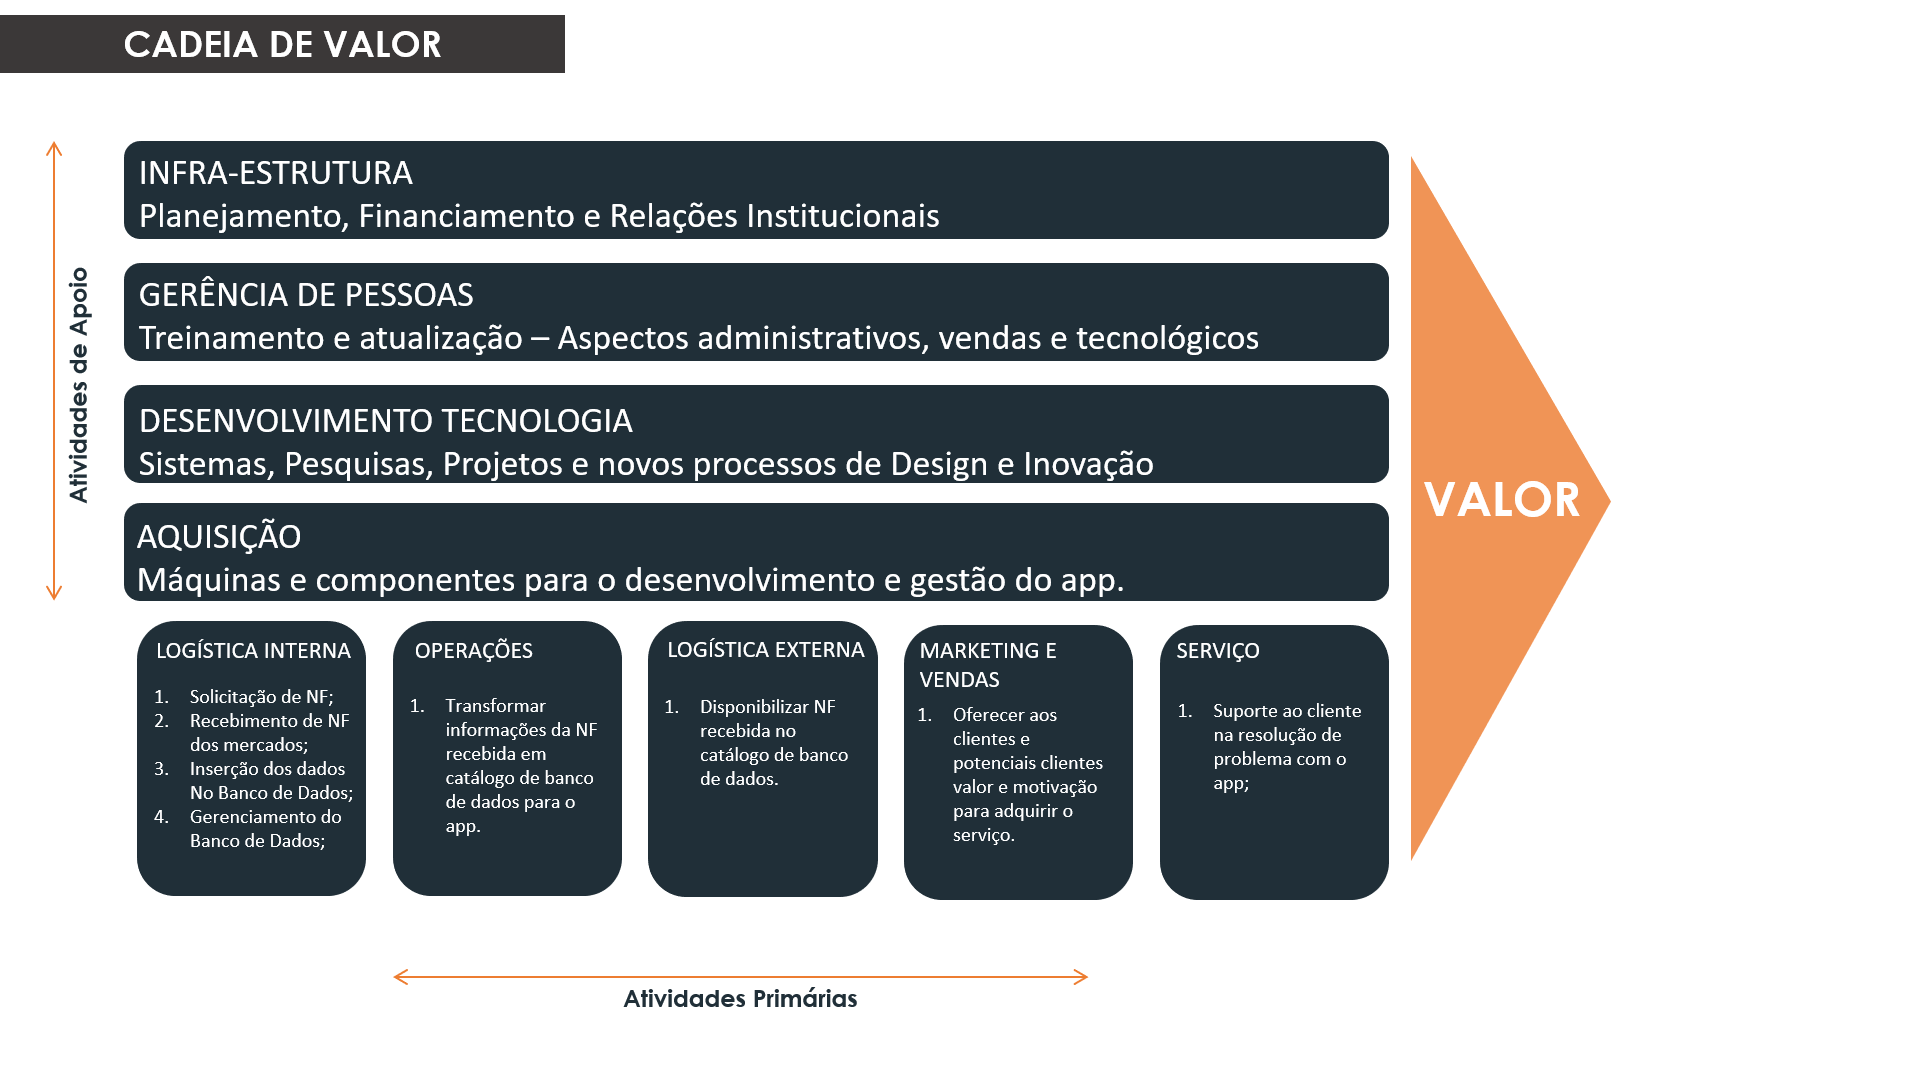 CADEIA DE VALOR
Atividades de Apoio
INFRA-ESTRUTURA
Planejamento, Financiamento e Relações Institucionais
GERÊNCIA DE PESSOAS
Treinamento e atualização – Aspectos administrativos, vendas e tecnológicos
DESENVOLVIMENTO TECNOLOGIA
Sistemas, Pesquisas, Projetos e novos processos de Design e Inovação
AQUISIÇÃO
Máquinas e componentes para o desenvolvimento e gestão do app.
VALOR
LOGÍSTICA INTERNA
1. Solicitação de NF;
2. Recebimento de NF
dos mercados;
3. Inserção dos dados
No Banco de Dados;
4. Gerenciamento do
Banco de Dados;
OPERAÇÕES
1. Transformar
informações da NF
recebida em
catálogo de banco
de dados para o
app.
LOGÍSTICA EXTERNA
1. Disponibilizar NF
recebida no
catálogo de banco
de dados.
MARKETING E
VENDAS
1. Oferecer aos
clientes e
potenciais clientes
valor e motivação
para adquirir o
serviço.
SERVIÇO
1. Suporte ao cliente
na resolução de
problema com o
app;
Atividades Primárias